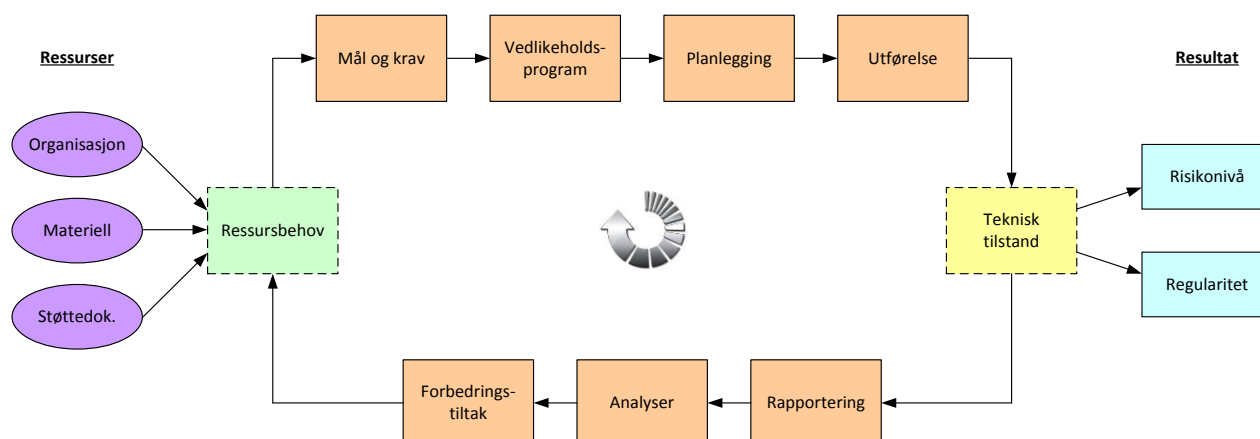 Ressurser
Mål og krav
Vedlikeholds-
program
Planlegging
Utførelse
Resultat
Organisasjon
Materiell
Støttedok.
Ressursbehov
Teknisk
tilstand
Risikonivå
Regularitet
Forbedrings-
tiltak
Analyser
Rapportering